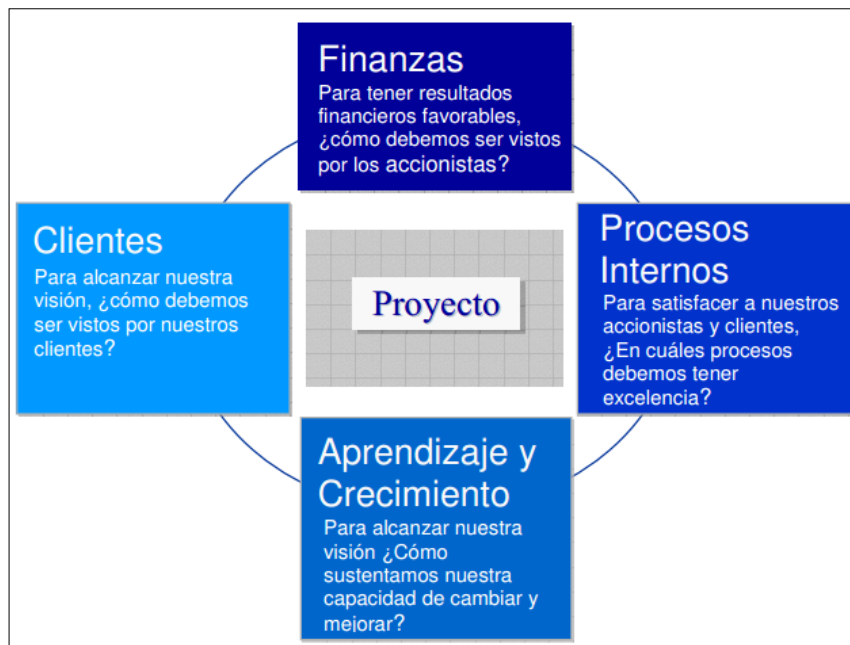 Finanzas
Para tener resultados
financieros favorables,
¿cómo debemos ser vistos
por los accionistas?
Clientes
Para alcanzar nuestra
visión, ¿cómo debemos
ser vistos por nuestros
clientes?
Proyecto
Procesos
Internos
Para satisfacer a nuestros
accionistas y clientes,
¿En cuáles procesos
debemos tener
excelencia?
Aprendizaje y
Crecimiento
Para alcanzar nuestra
visión ¿Cómo
sustentamos nuestra
capacidad de cambiar y
mejorar?